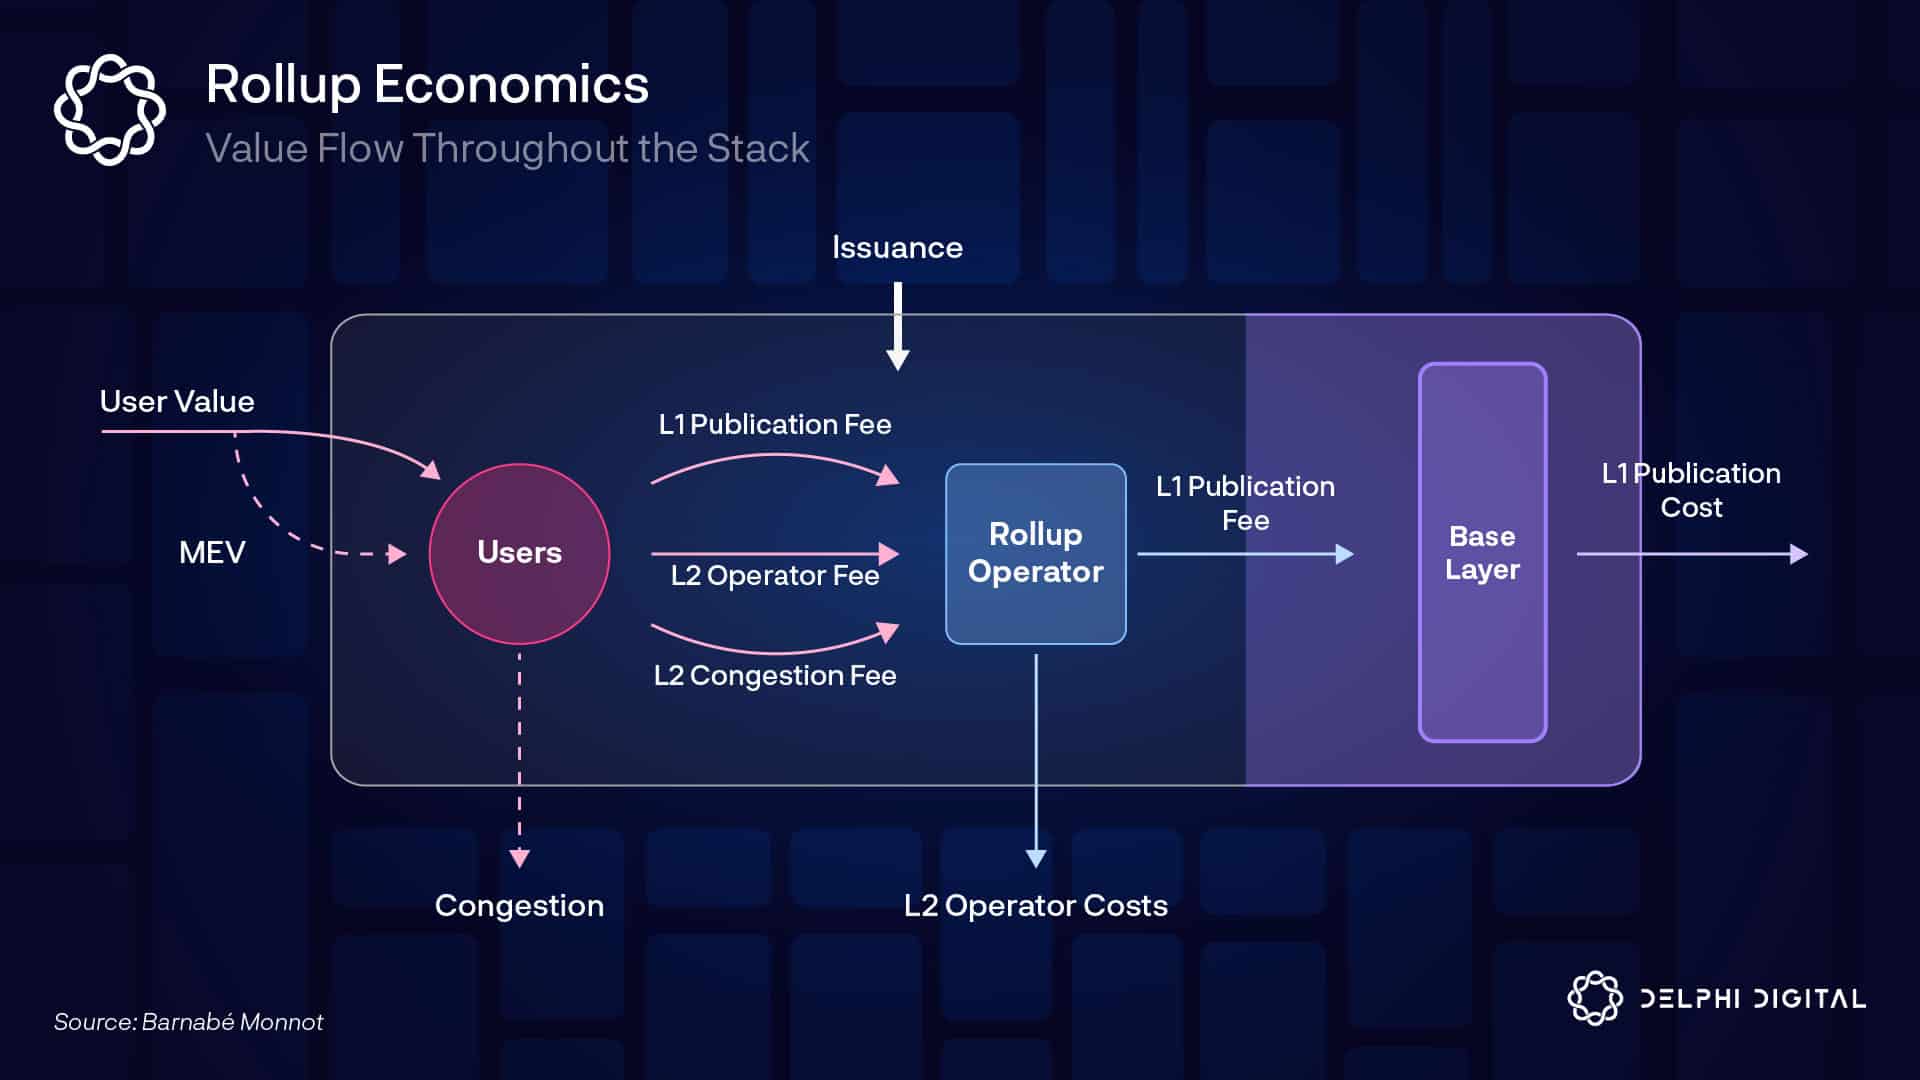 Rollup Economics
Value Flow Throughout the Stack
Issuance
User Value
MEV
Users
L1 Publication Fee
L2 Operator Fee
L2 Congestion Fee
Rollup
Operator
L1 Publication
Fee
Base
Layer
L1 Publication
Cost
Congestion
L2 Operator Costs
Source: Barnabé Monnot
DELPHI DIGITAL